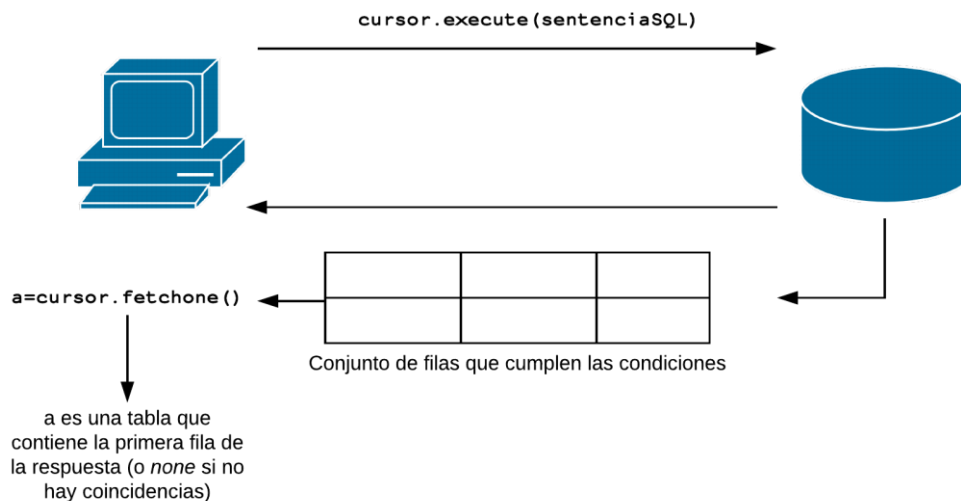 cursor.execute(sentenciaSQL)
a=cursor.fetchone()
Conjunto de filas que cumplen las condiciones
a es una tabla que
contiene la primera fila de
la respuesta (o none si no
hay coincidencias)